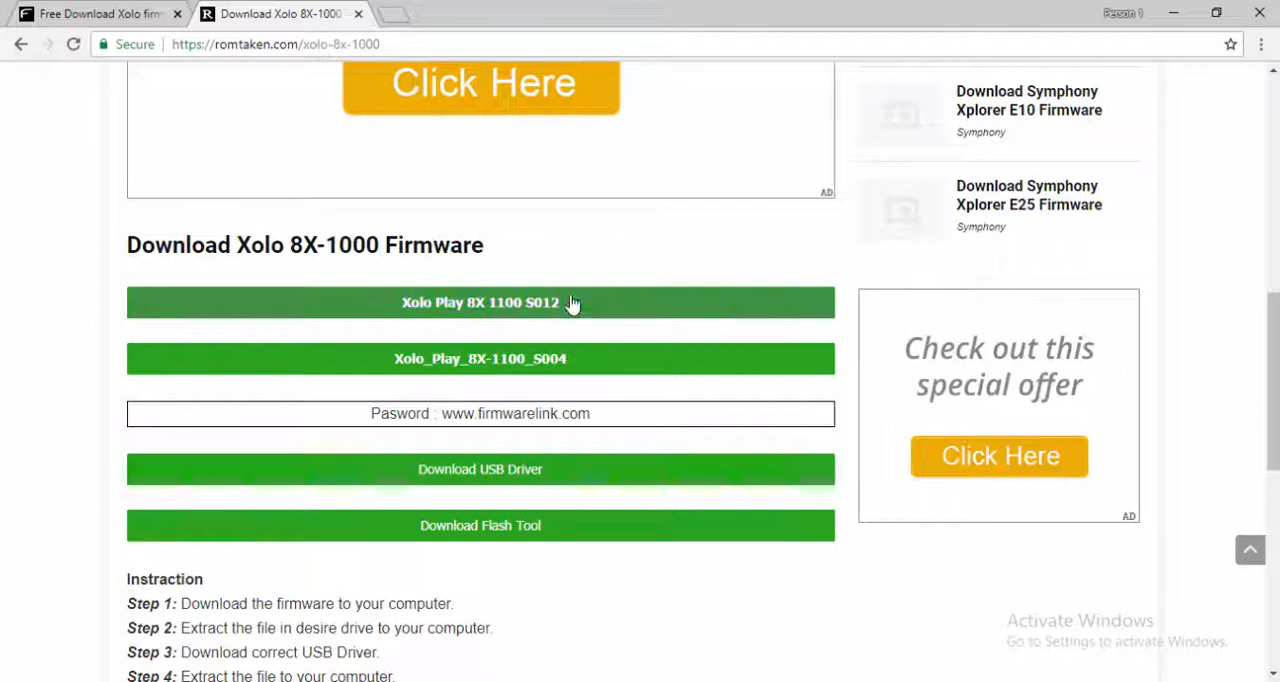 Free Download Xolo firm
Download Xolo 8X-1000
Person 1
Secure
https://romtaken.com/xolo-8x-1000
Click Here
AD
Download Symphony
Xplorer E10 Firmware
Symphony
Download Symphony
Xplorer E25 Firmware
Symphony
Download Xolo 8X-1000 Firmware
Xolo Play 8X 1100 S012
Xolo_Play_8X-1100_S004
Pasword : www.firmwarelink.com
Download USB Driver
Download Flash Tool
Check out this
special offer
Click Here
AD
Instraction
Step 1: Download the firmware to your computer.
Step 2: Extract the file in desire drive to your computer.
Step 3: Download correct USB Driver.
Step 4: Extract the file to your computer.
Activate Windows
Go to Settings to activate Windows.